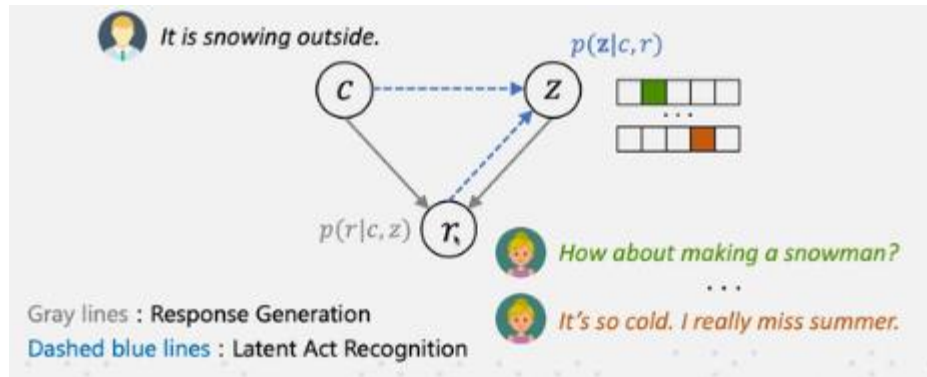 It is snowing outside.
p(z|c,r)
c
z
...
p(r|c,z)
r
How about making a snowman?
...
It's so cold. I really miss summer.
Gray lines : Response Generation
Dashed blue lines : Latent Act Recognition